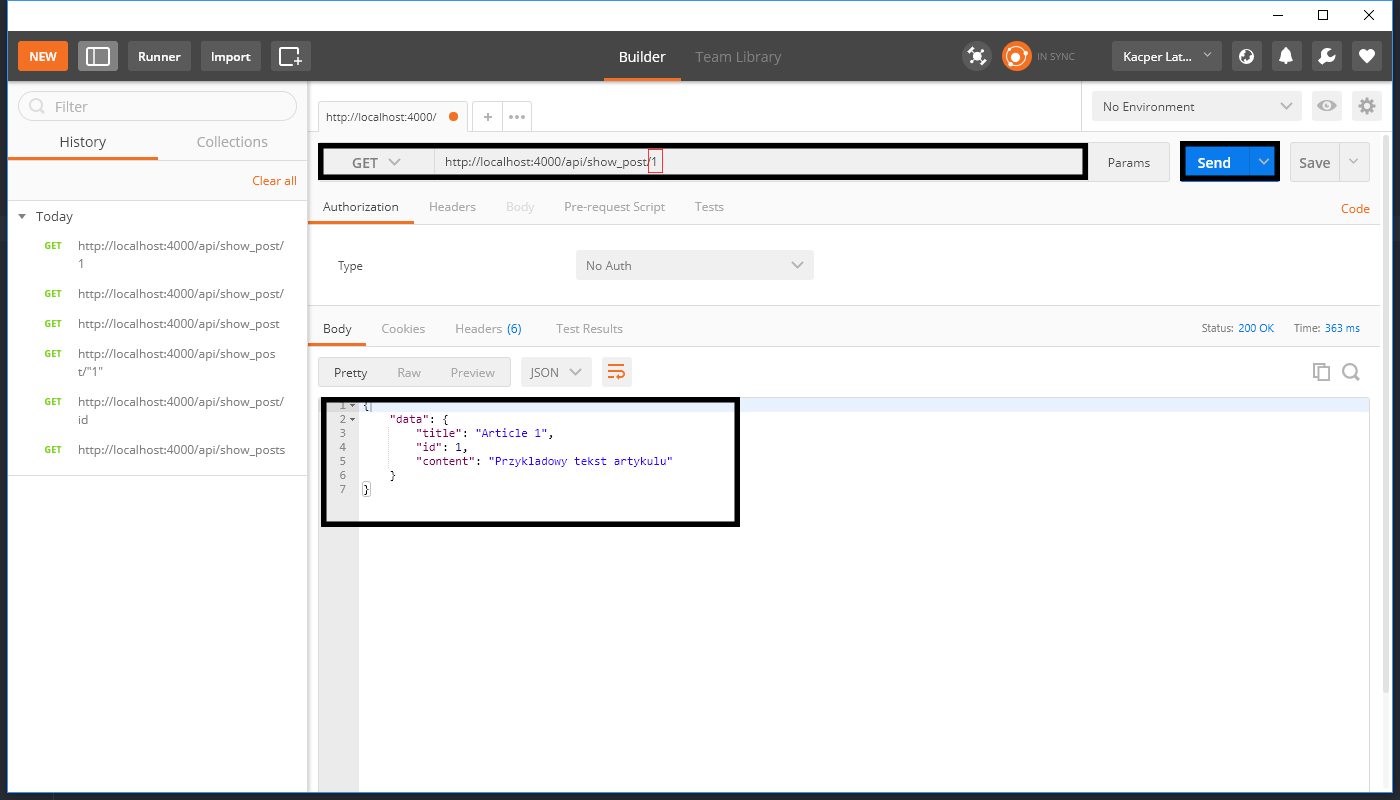 NEW Runner Import Builder Team Library IN SYNC Kacper Lat...
Filter
History Collections
Clear all
Today
GET http://localhost:4000/api/show_post/
1
GET http://localhost:4000/api/show_post/
GET http://localhost:4000/api/show_post
GET http://localhost:4000/api/show_pos
t/"1"
GET http://localhost:4000/api/show_post/
id
GET http://localhost:4000/api/show_posts
http://localhost:4000/ + ••• No Environment
GET http://localhost:4000/api/show_post/1 Params Send Save
Authorization Headers Body Pre-request Script Tests Code
Type No Auth
Body Cookies Headers (6) Test Results Status: 200 OK Time: 363 ms
Pretty Raw Preview JSON
1 {
2 "data": {
3 "title": "Article 1",
4 "id": 1,
5 "content": "Przykladowy tekst artykulu"
6 }
7 }